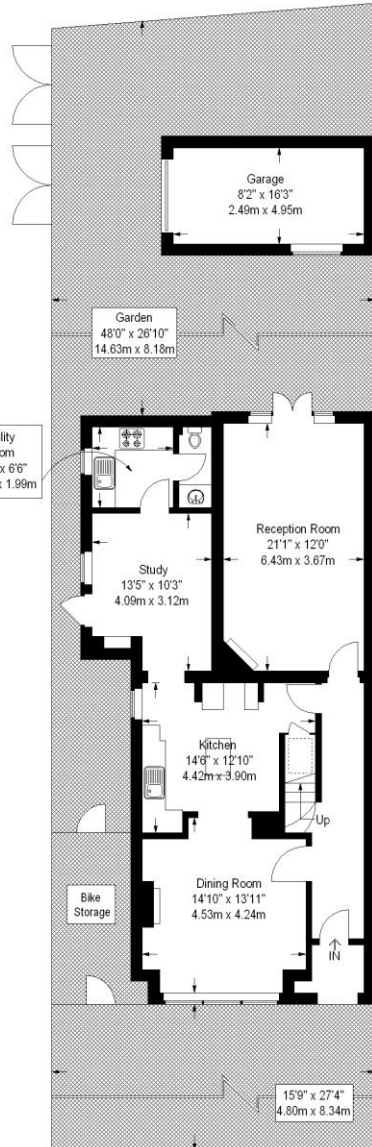 Garage
8'2" x 16'3"
2.49m x 4.95m
Garden
48'0" x 26'10"
14.63m x 8.18m
x 6'6"
x 1.99m
Reception Room
21'1" x 12'0"
6.43m x 3.67m
Study
13'5" x 10'3"
4.09m x 3.12m
Kitchen
14'6" x 12'10"
4.42m x 3.90m
Up
Dining Room
14'10" x 13'11"
4.53m x 4.24m
Bike
Storage
IN
15'9" x 27'4"
4.80m x 8.34m